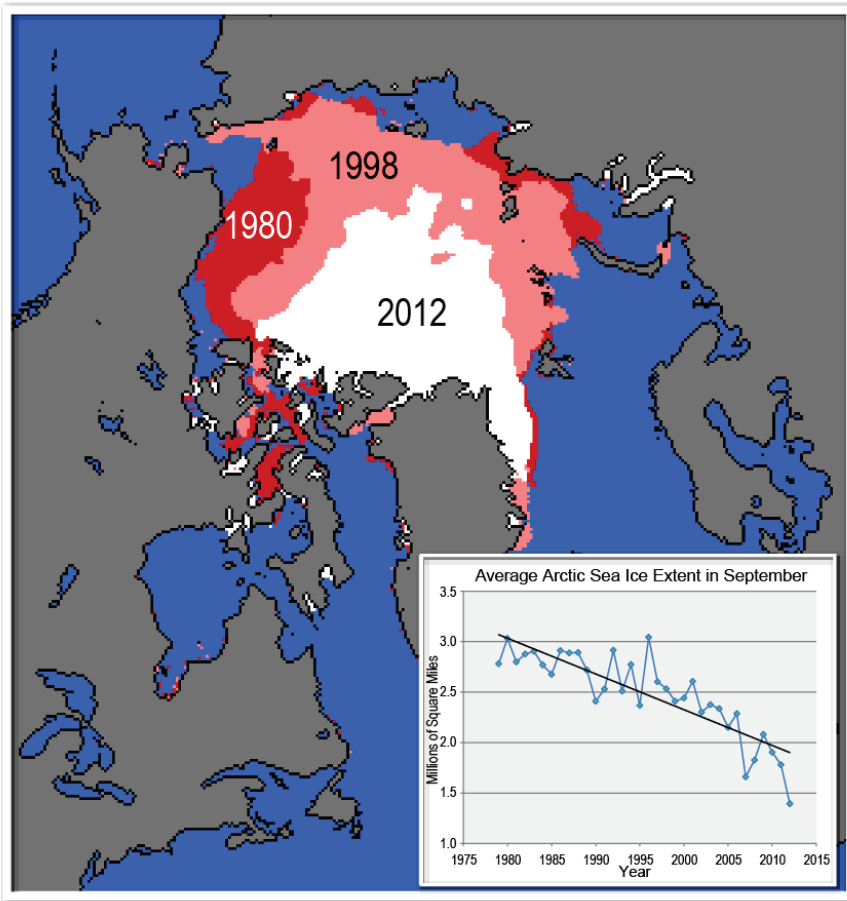 1998
1980
2012
Average Arctic Sea Ice Extent in September
Millions of Square Miles
3.5
3.0
2.5
2.0
1.5
1.0
1975 1980 1985 1990 1995 2000 2005 2010 2015
Year